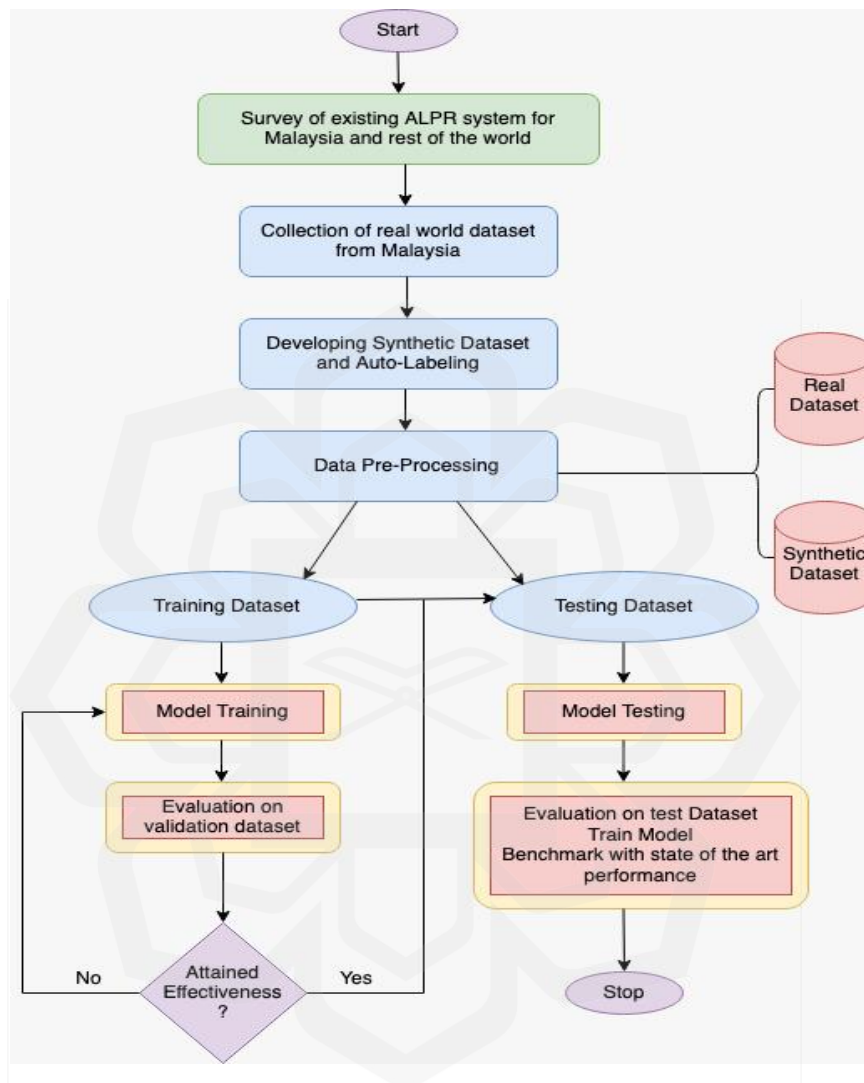 Start
Survey of existing ALPR system for
Malaysia and rest of the world
Collection of real world dataset
from Malaysia
Developing Synthetic Dataset
and Auto-Labeling
Real
Dataset
Data Pre-Processing
Synthetic
Dataset
Training Dataset
Testing Dataset
Model Training
Model Testing
Evaluation on
validation dataset
Evaluation on test Dataset
Train Model
Benchmark with state of the art
performance
No
Attained
Effectiveness
?
Yes
Stop